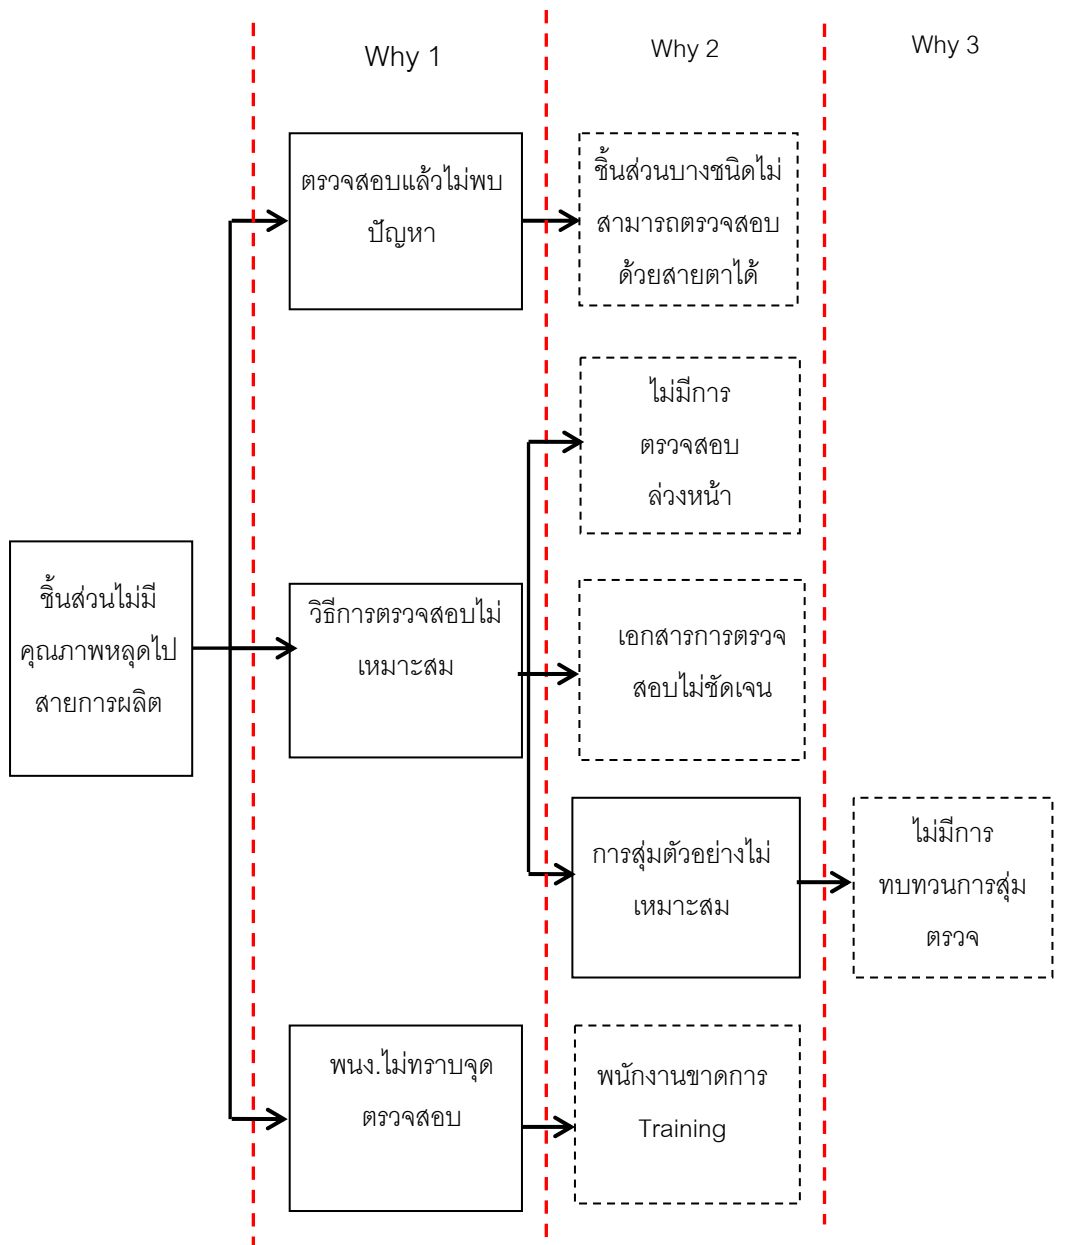 Why 1
Why 2
Why 3
ตรวจสอบแล้วไม่พบ
ปัญหา
ชิ้นส่วนบางชนิดไม่
สามารถตรวจสอบ
ด้วยสายตาได้
ไม่มีการ
ตรวจสอบ
ล่วงหน้า
ชิ้นส่วนไม่มี
คุณภาพหลุดไป
สายการผลิต
วิธีการตรวจสอบไม่
เหมาะสม
เอกสารการตรวจ
สอบไม่ชัดเจน
การสุ่มตัวอย่างไม่
เหมาะสม
ไม่มีการ
ทบทวนการสุ่ม
ตรวจ
พนง.ไม่ทราบจุด
ตรวจสอบ
พนักงานขาดการ
Training